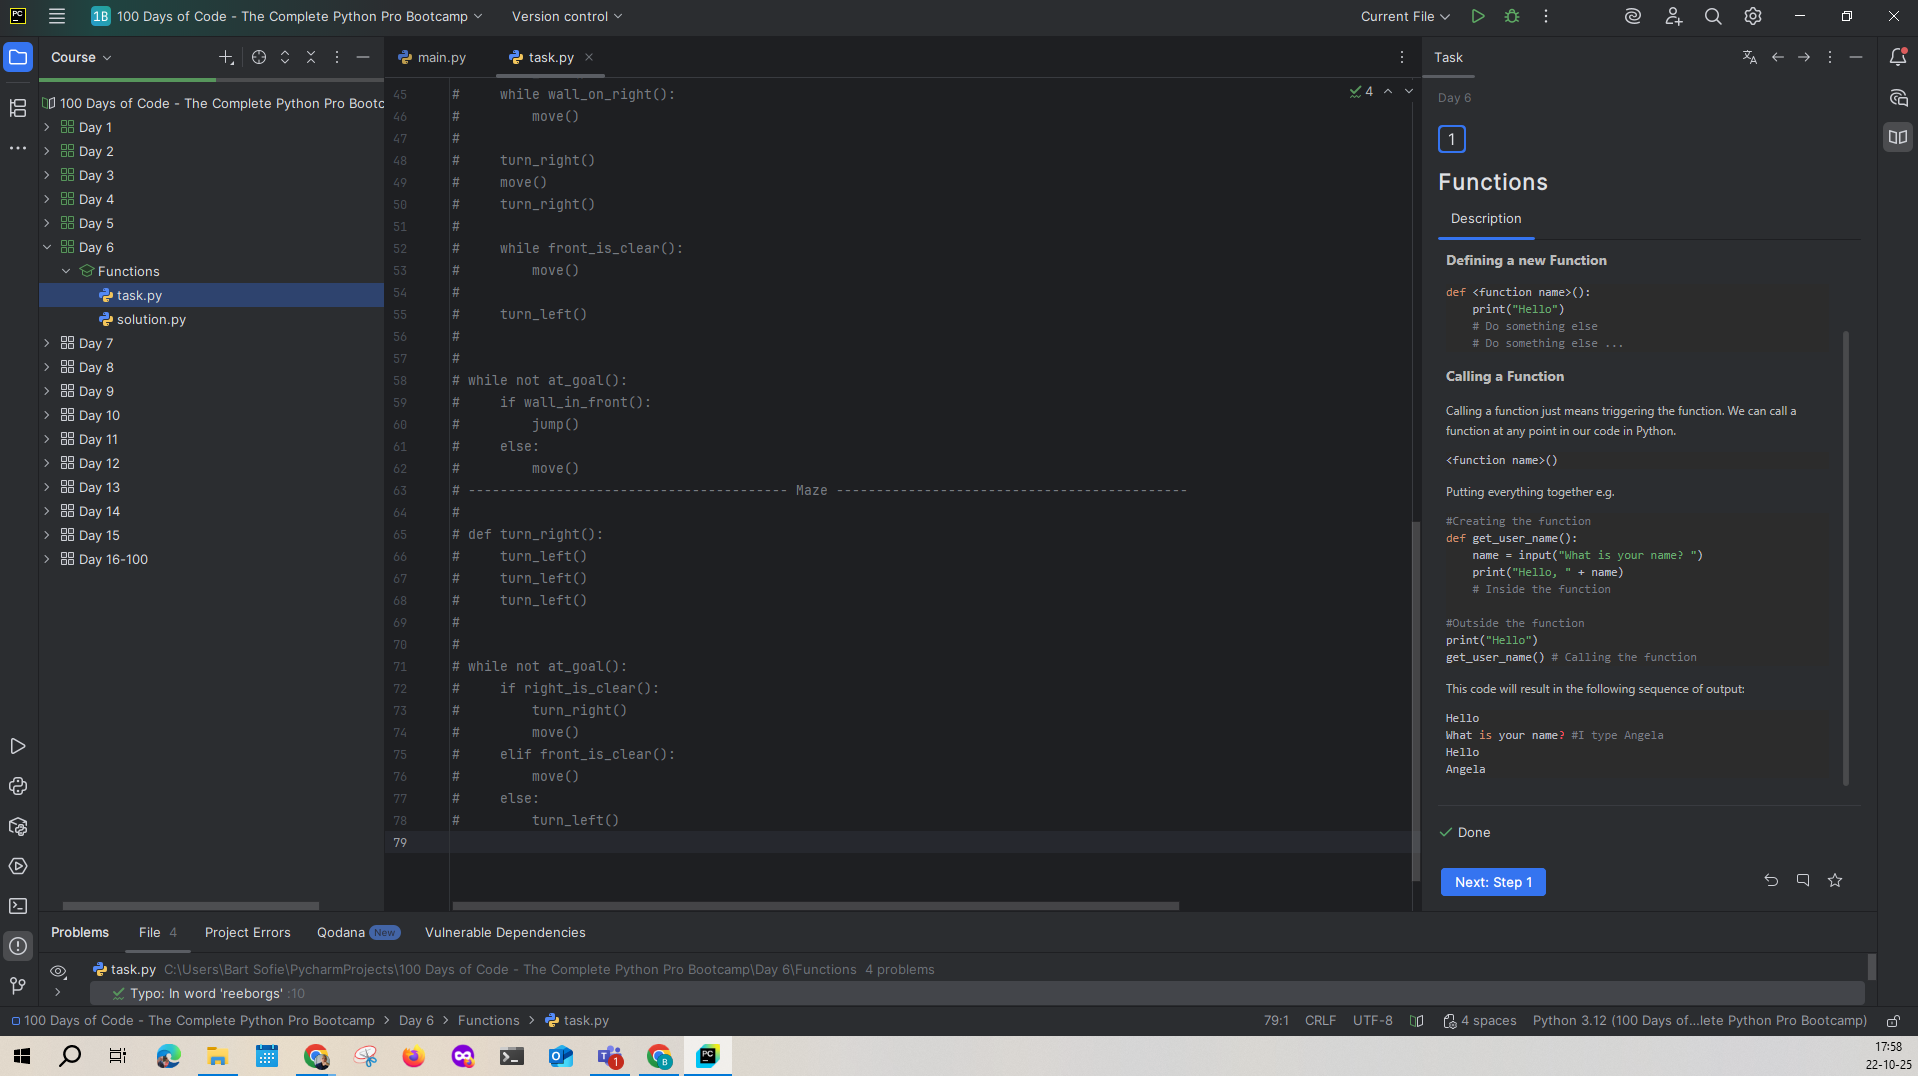 1B 100 Days of Code - The Complete Python Pro Bootcamp
Version control
Current File
Course
100 Days of Code - The Complete Python Pro Bootc
Day 1
Day 2
Day 3
Day 4
Day 5
Day 6
Functions
task.py
solution.py
Day 7
Day 8
Day 9
Day 10
Day 11
Day 12
Day 13
Day 14
Day 15
Day 16-100
main.py
task.py
4
45 #     while wall_on_right():
46 #         move()
47 #
48 #     turn_right()
49 #     move()
50 #     turn_right()
51 #
52 #     while front_is_clear():
53 #         move()
54 #
55 #     turn_left()
56 #
57 #
58 # while not at_goal():
59 #     if wall_in_front():
60 #         jump()
61 #     else:
62 #         move()
63 # ---------------------------------------- Maze --------------------------------------------
64 #
65 # def turn_right():
66 #     turn_left()
67 #     turn_left()
68 #     turn_left()
69 #
70 #
71 # while not at_goal():
72 #     if right_is_clear():
73 #         turn_right()
74 #         move()
75 #     elif front_is_clear():
76 #         move()
77 #     else:
78 #         turn_left()
79
Task
Day 6
1
Functions
Description
Defining a new Function
def <function name>():
    print("Hello")
    # Do something else
    # Do something else ...
Calling a Function
Calling a function just means triggering the function. We can call a
function at any point in our code in Python.
<function name>()
Putting everything together e.g.
#Creating the function
def get_user_name():
    name = input("What is your name? ")
    print("Hello, " + name)
    # Inside the function
#Outside the function
print("Hello")
get_user_name() # Calling the function
This code will result in the following sequence of output:
Hello
What is your name? #I type Angela
Hello
Angela
Done
Next: Step 1
Problems
File 4
Project Errors
Qodana New
Vulnerable Dependencies
task.py C:\Users\Bart Sofie\PycharmProjects\100 Days of Code - The Complete Python Pro Bootcamp\Day 6\Functions 4 problems
Typo: In word 'reeborgs' :10
100 Days of Code - The Complete Python Pro Bootcamp > Day 6 > Functions > task.py
79:1
CRLF
UTF-8
4 spaces
Python 3.12 (100 Days of...lete Python Pro Bootcamp)
17:58
22-10-25